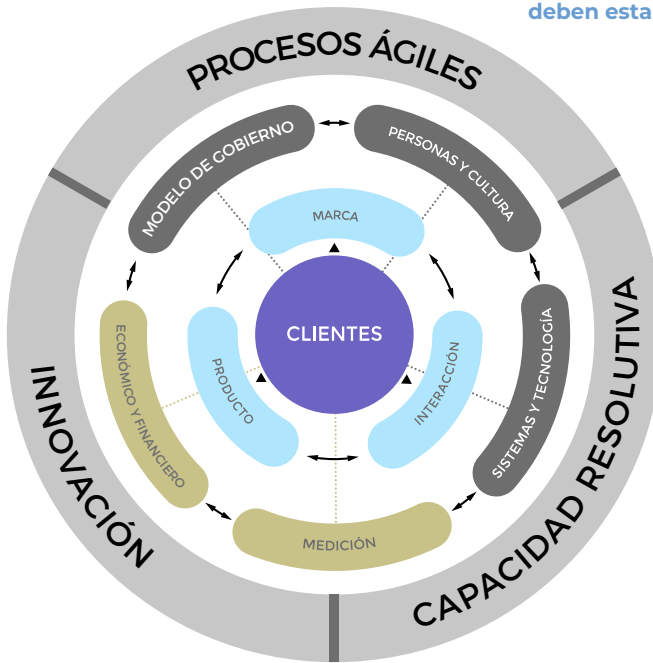 deben esta
PROCESOS ÁGILES
MODELO DE GOBIERNO
PERSONAS Y CULTURA
MARCA
CLIENTES
PRODUCTO
INTERACCIÓN
ECONÓMICO Y FINANCIERO
SISTEMAS Y TECNOLOGÍA
MEDICIÓN
INNOVACIÓN
CAPACIDAD RESOLUTIVA